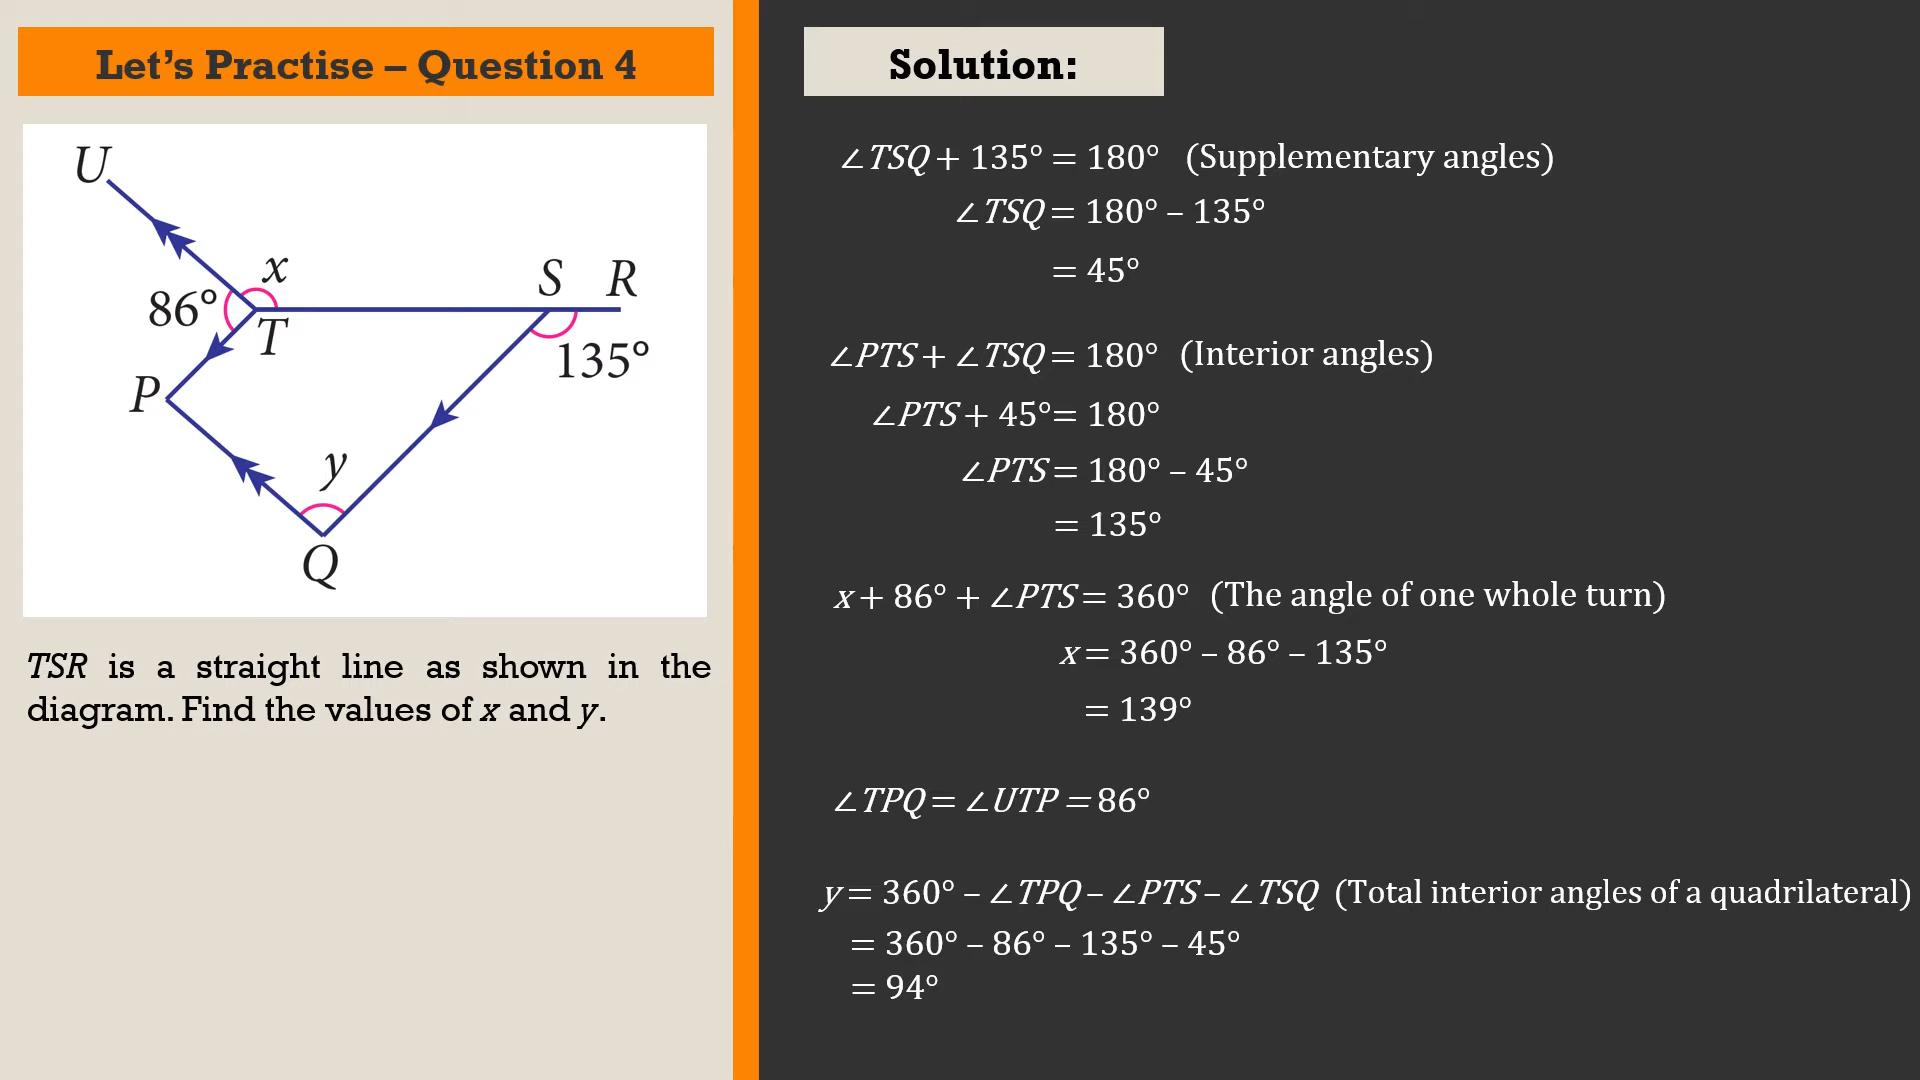 Let's Practise – Question 4
U
x
86°
T
S R
135°
P
y
Q
TSR is a straight line as shown in the
diagram. Find the values of x and y.
Solution:
∠TSQ + 135° = 180° (Supplementary angles)
∠TSQ = 180° – 135°
= 45°
∠PTS + ∠TSQ = 180° (Interior angles)
∠PTS + 45°= 180°
∠PTS = 180° – 45°
= 135°
x + 86° + ∠PTS = 360° (The angle of one whole turn)
x = 360° – 86° – 135°
= 139°
∠TPQ = ∠UTP = 86°
y = 360° – ∠TPQ – ∠PTS – ∠TSQ (Total interior angles of a quadrilateral)
= 360° – 86° – 135° – 45°
= 94°